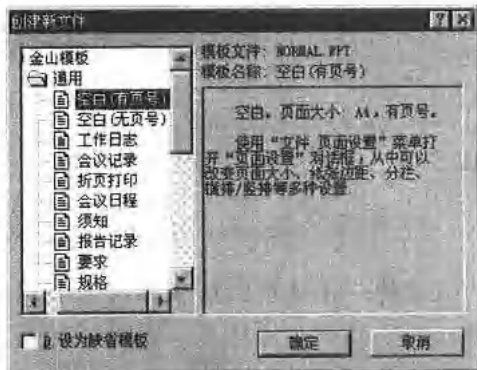 创建新文件
金山模板
通用
空白(有页号)
空白(无页号)
工作日志
会议记录
折页打印
会议日程
须知
报告记录
要求
规格
模板文件: NORMAL.WPT
模板名称: 空白(有页号)
空白，页面大小 A4，有页号。
使用“文件 页面设置”菜单打
开“页面设置”对话框，从中可以
改变页面大小、纸张边距、分栏、
横排/竖排等多种设置
设为缺省模板
确定
取消